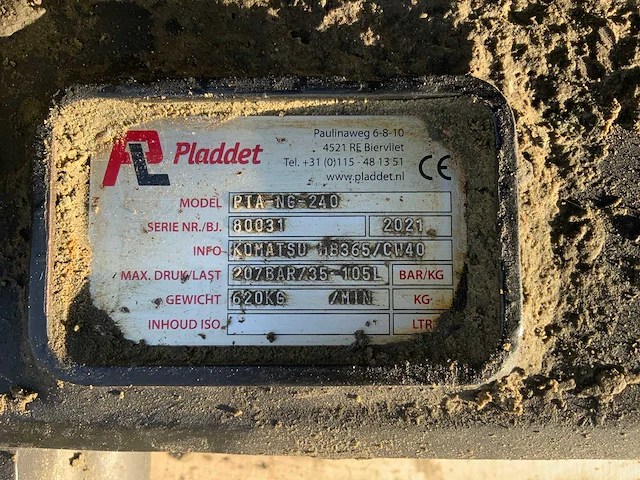 PL Pladdet
Paulinaweg 6-8-10
4521 RE Biervliet
Tel. +31 (0)115 - 48 13 51
www.pladdet.nl
CE
MODEL PTA-NG-240
SERIE NR./BJ. 80031 2021
INFO KOMATSU HB365/CW40
MAX. DRUK/LAST 207BAR/35-105L BAR/KG
GEWICHT 620KG /MIN KG
INHOUD ISO. LTR